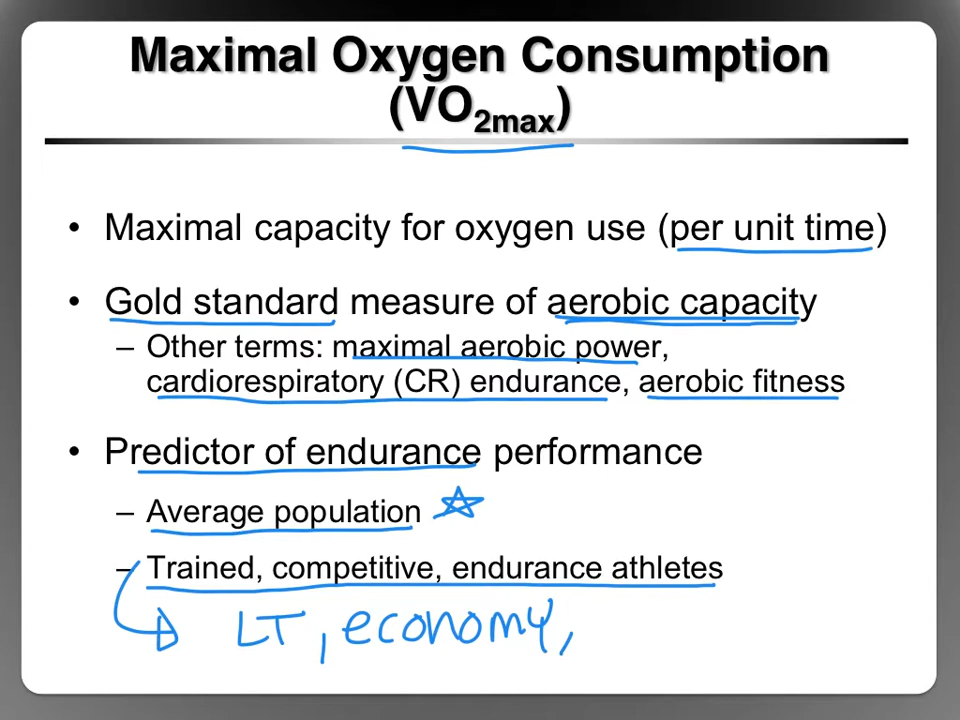 Maximal Oxygen Consumption
(VO2max)
• Maximal capacity for oxygen use (per unit time)
• Gold standard measure of aerobic capacity
– Other terms: maximal aerobic power,
cardiorespiratory (CR) endurance, aerobic fitness
• Predictor of endurance performance
– Average population
– Trained, competitive, endurance athletes
LT, economy,